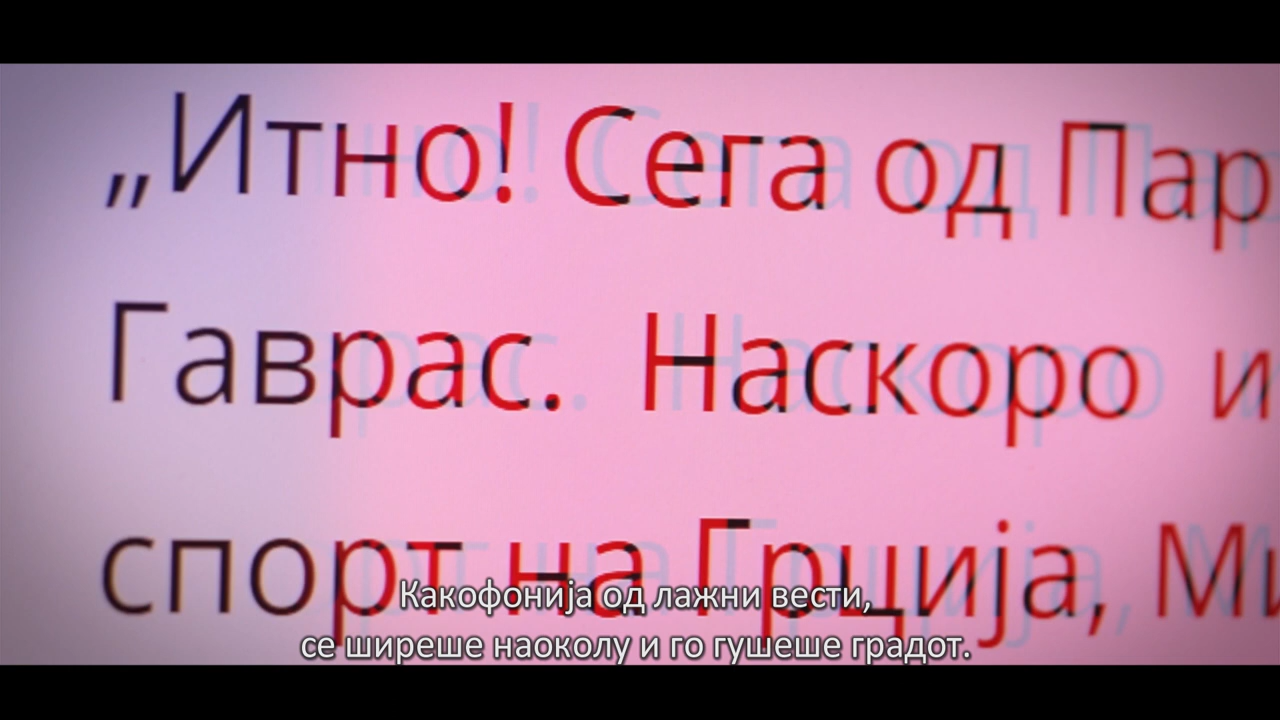 „Итно! Сега од Пар
Гаврас. Наскоро и
спорт на Грција, Ми
Какофонија од лажни вести,
се ширеше наоколу и го гушеше градот.